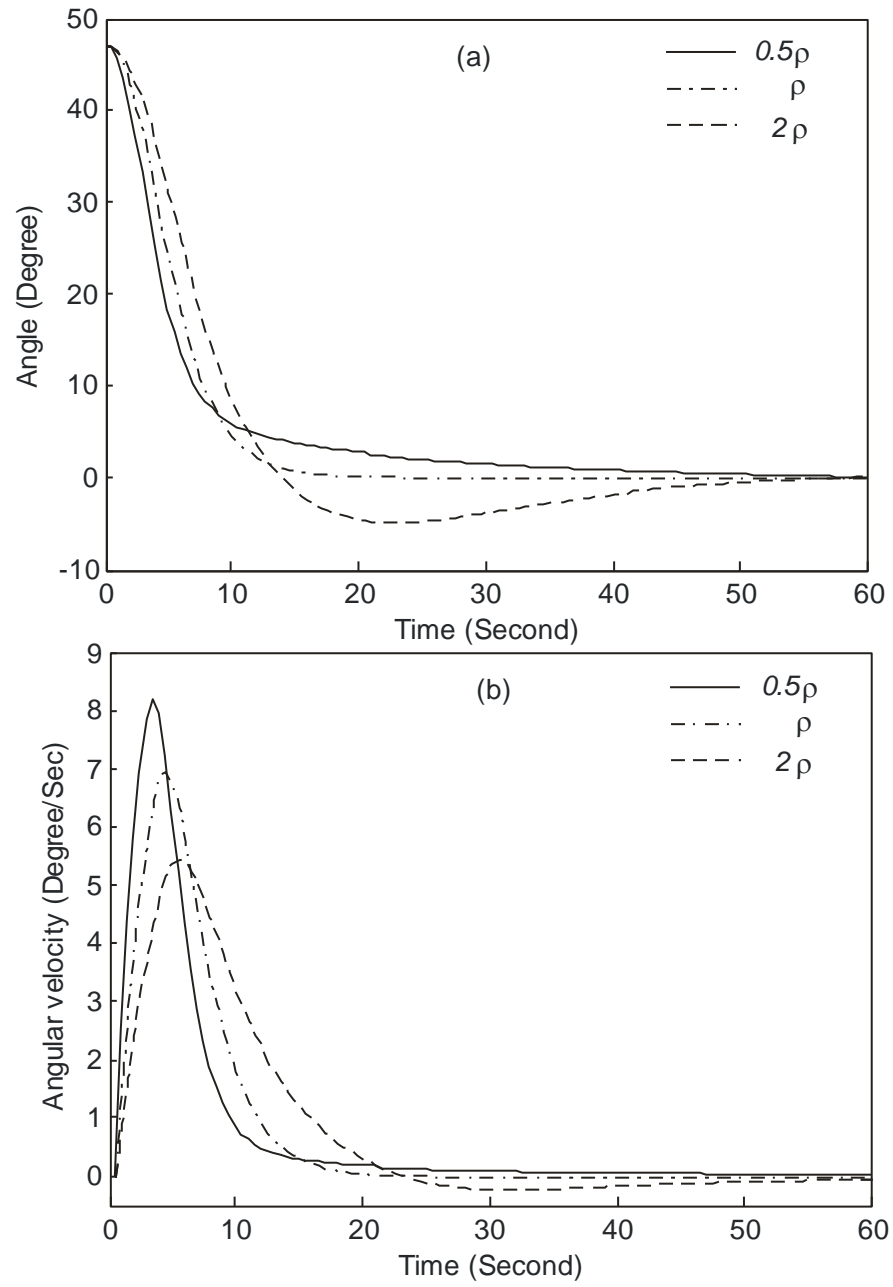 50
(a)
0.5ρ
ρ
2ρ
40
30
20
10
0
-10
Angle (Degree)
0 10 20 30 40 50 60
Time (Second)
9
(b)
0.5ρ
ρ
2ρ
8
7
6
5
4
3
2
1
0
Angular velocity (Degree/Sec)
0 10 20 30 40 50 60
Time (Second)